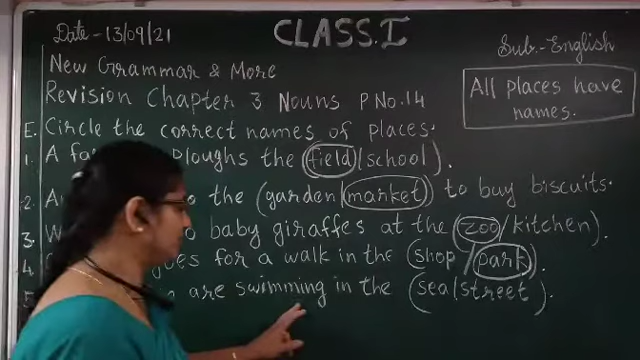 Date - 13/09/21
CLASS. I
Sub. - English
New Grammar & More
All places have names.
Revision Chapter 3 Nouns P No. 14
E. Circle the correct names of places.
1. A ploughs the (field/school).
2. the (garden/market) to buy biscuits.
3. baby giraffes at the (zoo/kitchen).
4. goes for a walk in the (shop/park).
are swimming in the (sea/street).